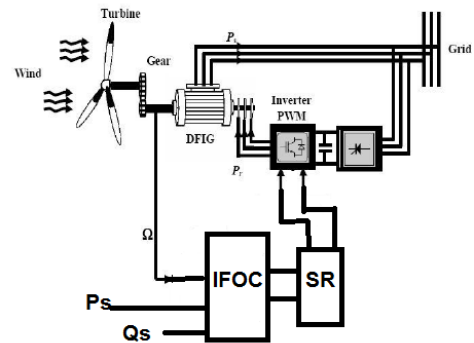 Turbine
Wind
Gear
DFIG
Ps
Grid
Inverter
PWM
Pr
Ω
IFOC
SR
Ps
Qs